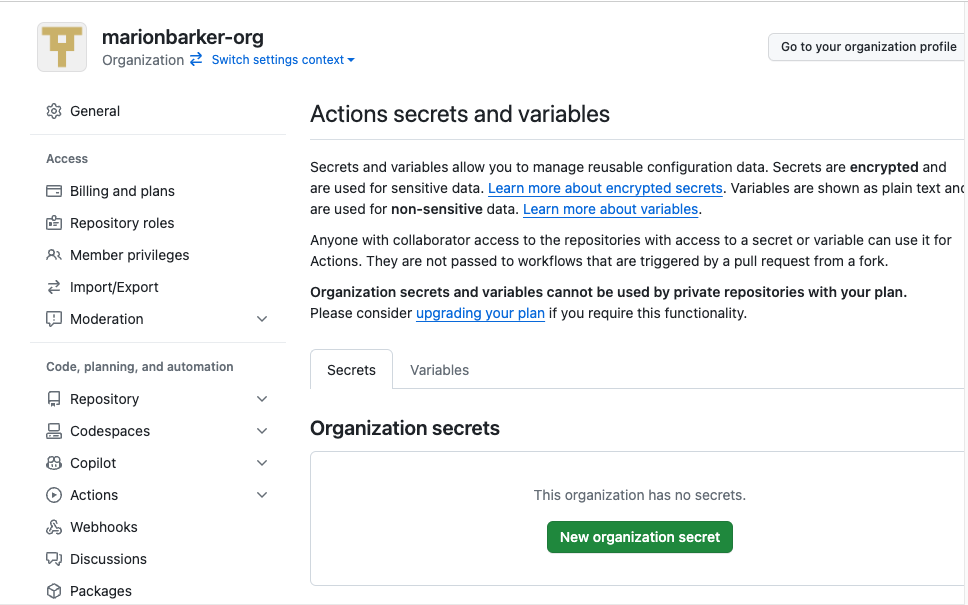 marionbarker-org
Organization Switch settings context
Go to your organization profile
General
Access
Billing and plans
Repository roles
Member privileges
Import/Export
Moderation
Code, planning, and automation
Repository
Codespaces
Copilot
Actions
Webhooks
Discussions
Packages
Actions secrets and variables
Secrets and variables allow you to manage reusable configuration data. Secrets are encrypted and
are used for sensitive data. Learn more about encrypted secrets. Variables are shown as plain text and
are used for non-sensitive data. Learn more about variables.
Anyone with collaborator access to the repositories with access to a secret or variable can use it for
Actions. They are not passed to workflows that are triggered by a pull request from a fork.
Organization secrets and variables cannot be used by private repositories with your plan.
Please consider upgrading your plan if you require this functionality.
Secrets
Variables
Organization secrets
This organization has no secrets.
New organization secret